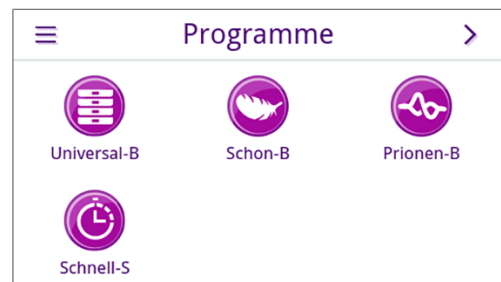 Programme
Universal-B
Schon-B
Prionen-B
Schnell-S